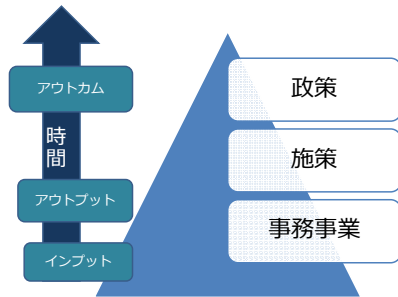 アウトカム
時間
アウトプット
インプット
政策
施策
事務事業